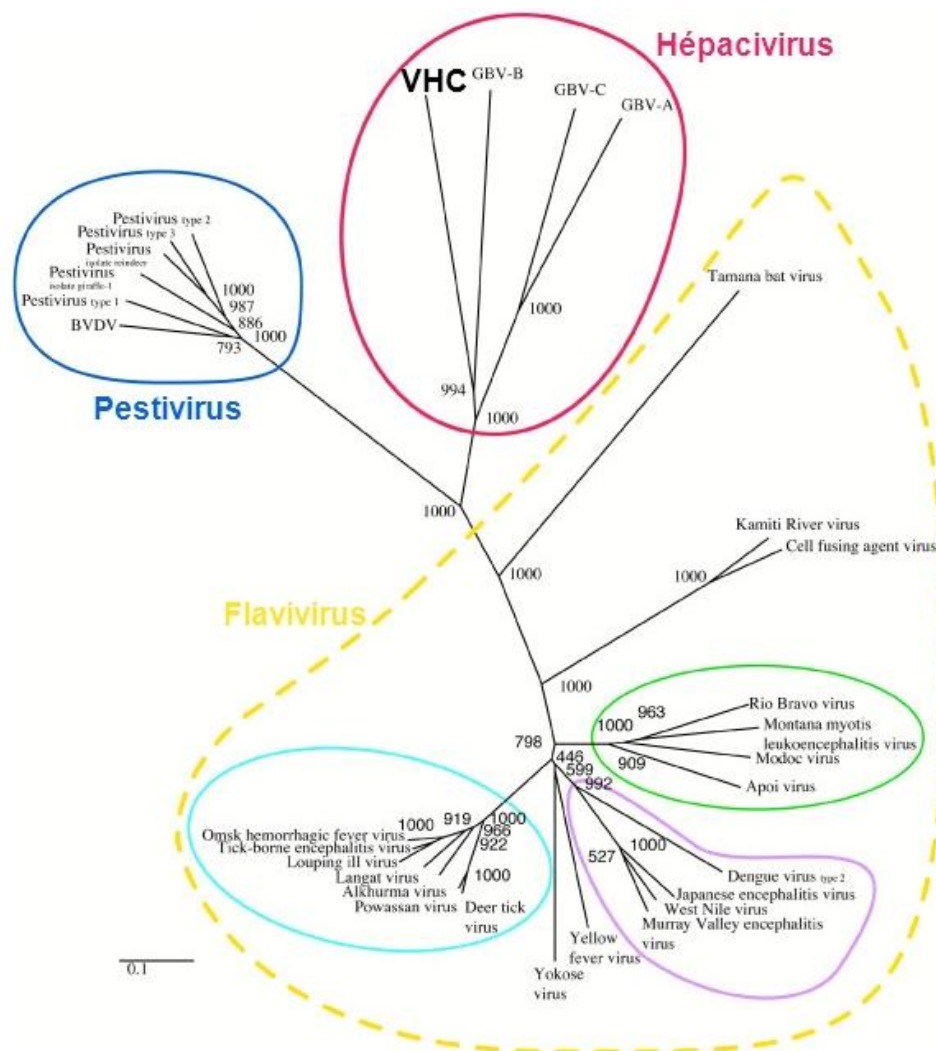 Hépacivirus
VHC
GBV-B
GBV-C
GBV-A
Pestivirus type 2
Pestivirus type 3
Pestivirus
isolate reindeer
Pestivirus
isolate giraffe-1
Pestivirus type 1
BVDV
1000
987
886
1000
793
Pestivirus
Tamana bat virus
1000
994
1000
1000
Kamiti River virus
Cell fusing agent virus
1000
1000
Flavivirus
1000
Rio Bravo virus
963
1000
Montana myotis
leukoencephalitis virus
Modoc virus
909
Apoi virus
798
446
599
992
1000
919
1000
966
922
Omsk hemorrhagic fever virus
Tick-borne encephalitis virus
Louping ill virus
Langat virus
Alkhurma virus
Powassan virus
1000
Deer tick
virus
1000
527
Dengue virus type 2
Japanese encephalitis virus
West Nile virus
Murray Valley encephalitis
virus
Yellow
fever virus
Yokose
virus
0.1